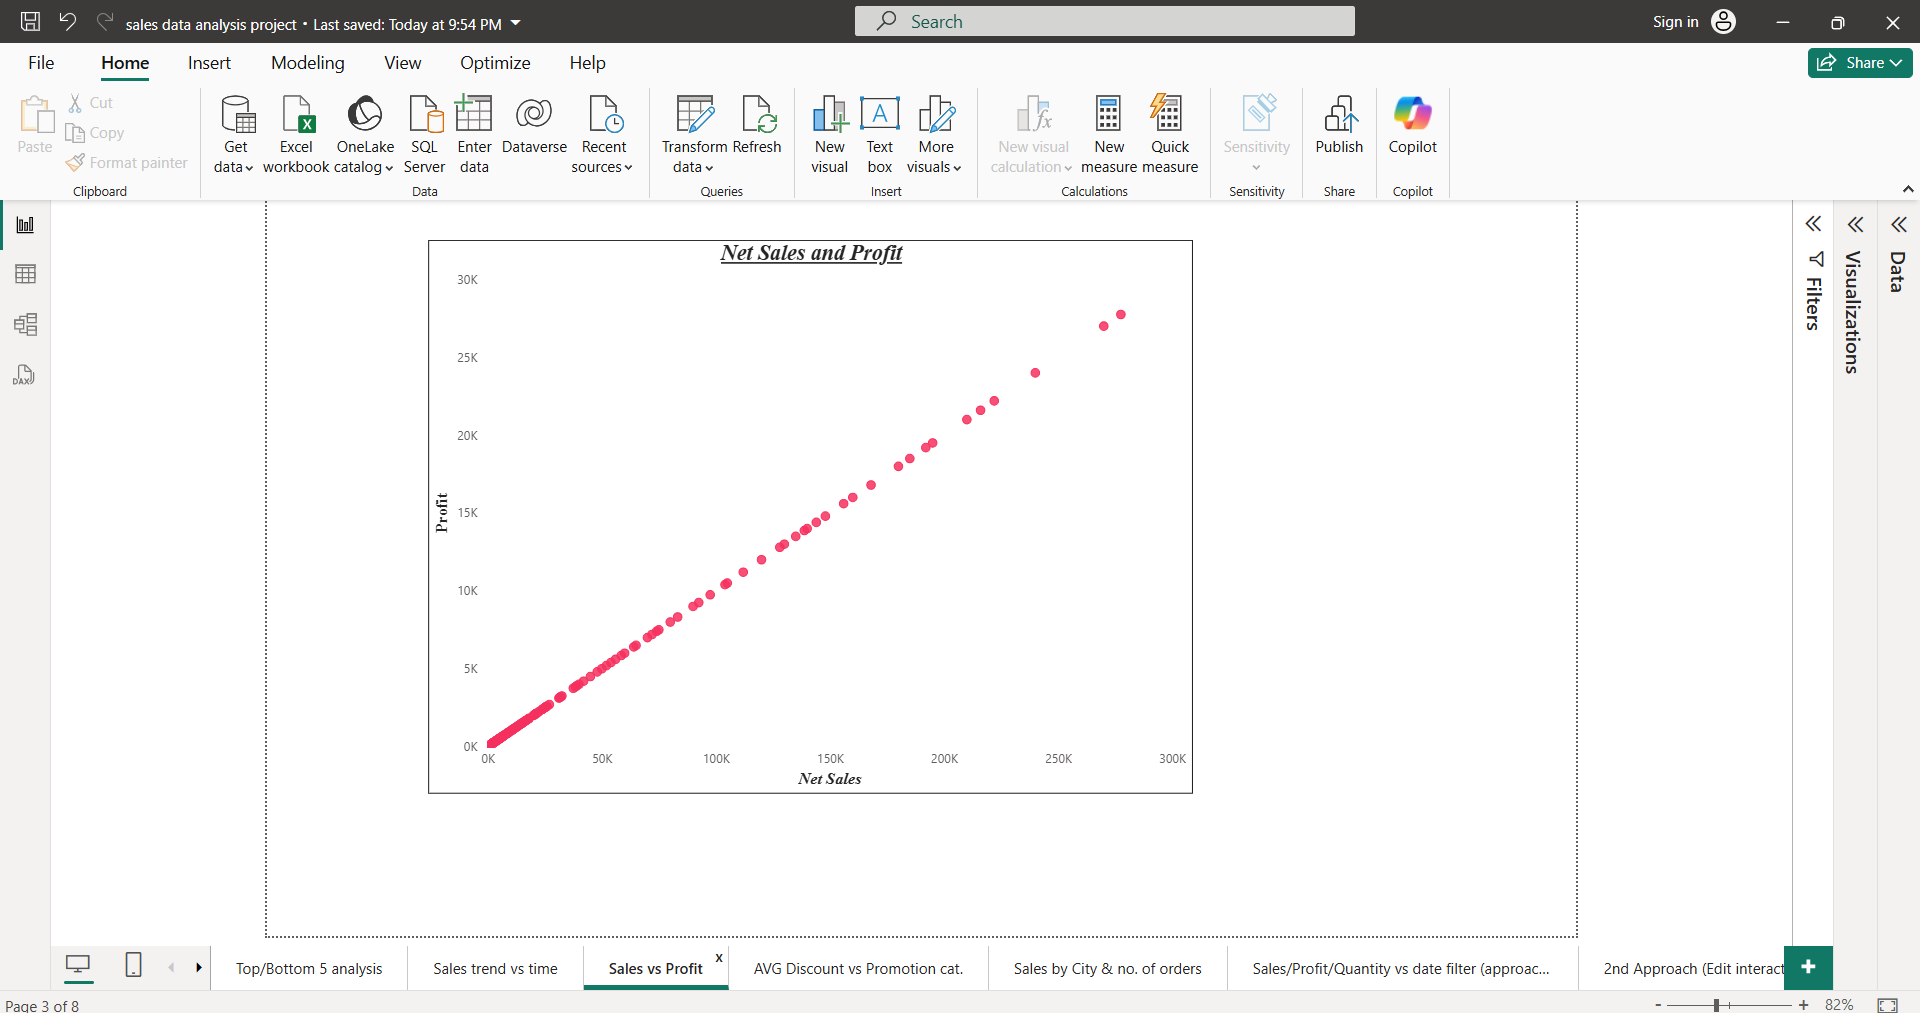 sales data analysis project • Last saved: Today at 9:54 PM
Search
Sign in
File Home Insert Modeling View Optimize Help
Share
Paste
Cut
Copy
Format painter
Clipboard
Get data
Excel workbook
OneLake catalog
SQL Server
Enter data
Dataverse
Recent sources
Data
Transform data
Refresh
Queries
New visual
Text box
More visuals
Insert
New visual calculation
New measure
Quick measure
Calculations
Sensitivity
Sensitivity
Publish
Share
Copilot
Copilot
DAX
Net Sales and Profit
30K
25K
20K
15K
10K
5K
0K
Profit
0K 50K 100K 150K 200K 250K 300K
Net Sales
Filters
Visualizations
Data
Top/Bottom 5 analysis
Sales trend vs time
Sales vs Profit
x
AVG Discount vs Promotion cat.
Sales by City & no. of orders
Sales/Profit/Quantity vs date filter (approac...
2nd Approach (Edit interact
+
Page 3 of 8
- + 82%